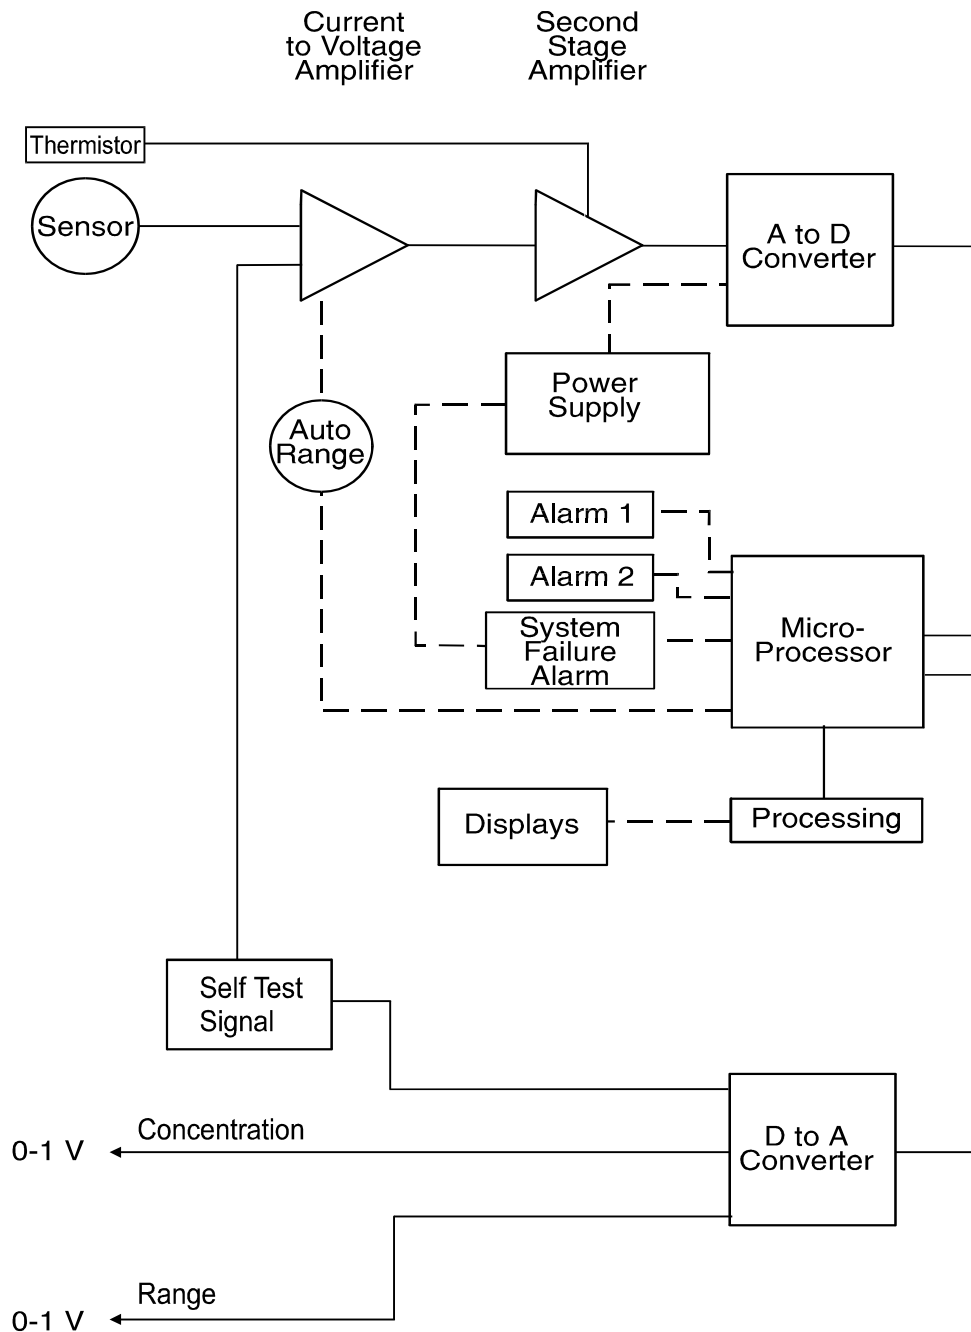 Current
to Voltage
Amplifier
Second
Stage
Amplifier
Thermistor
Sensor
A to D
Converter
Power
Supply
Auto
Range
Alarm 1
Alarm 2
System
Failure
Alarm
Micro-
Processor
Displays
Processing
Self Test
Signal
Concentration
0-1 V
D to A
Converter
Range
0-1 V